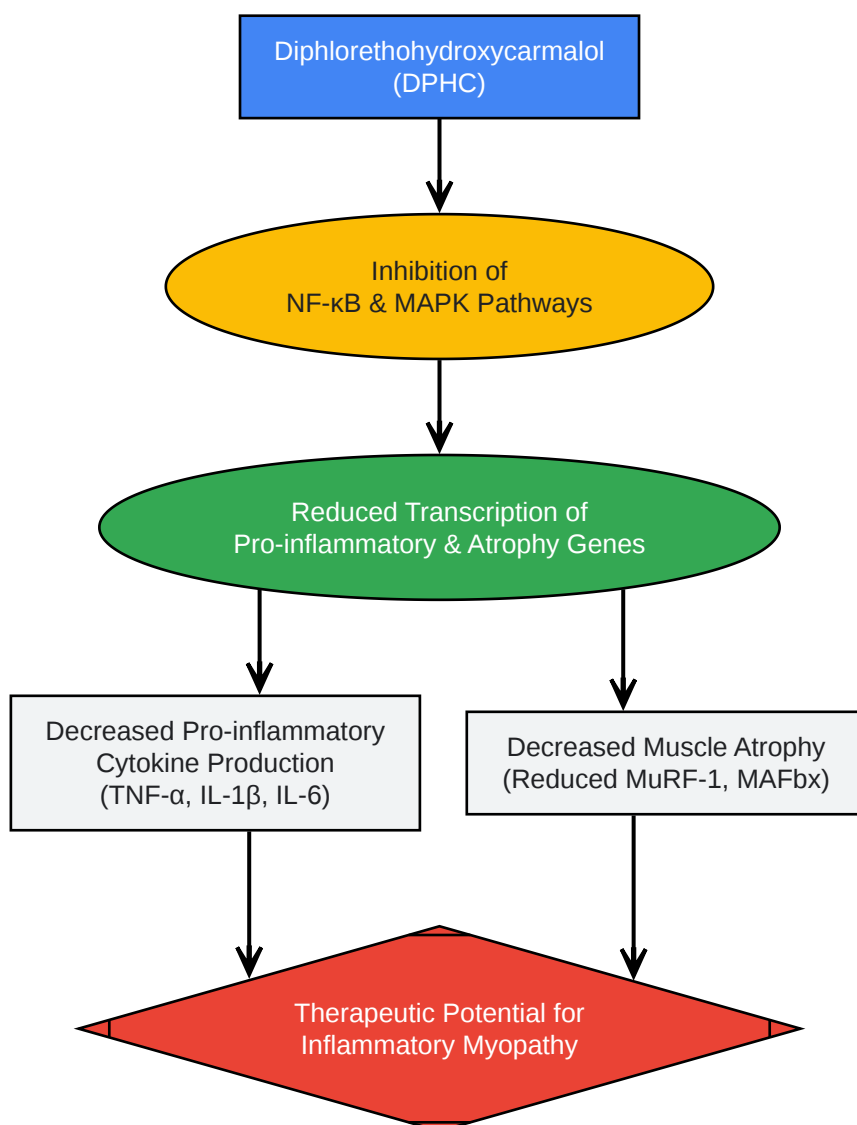 Diphlorethohydroxycarmalol
(DPHC)
Inhibition of
NF-κB & MAPK Pathways
Reduced Transcription of
Pro-inflammatory & Atrophy Genes
Decreased Pro-inflammatory
Cytokine Production
(TNF-α, IL-1β, IL-6)
Decreased Muscle Atrophy
(Reduced MuRF-1, MAFbx)
Therapeutic Potential for
Inflammatory Myopathy